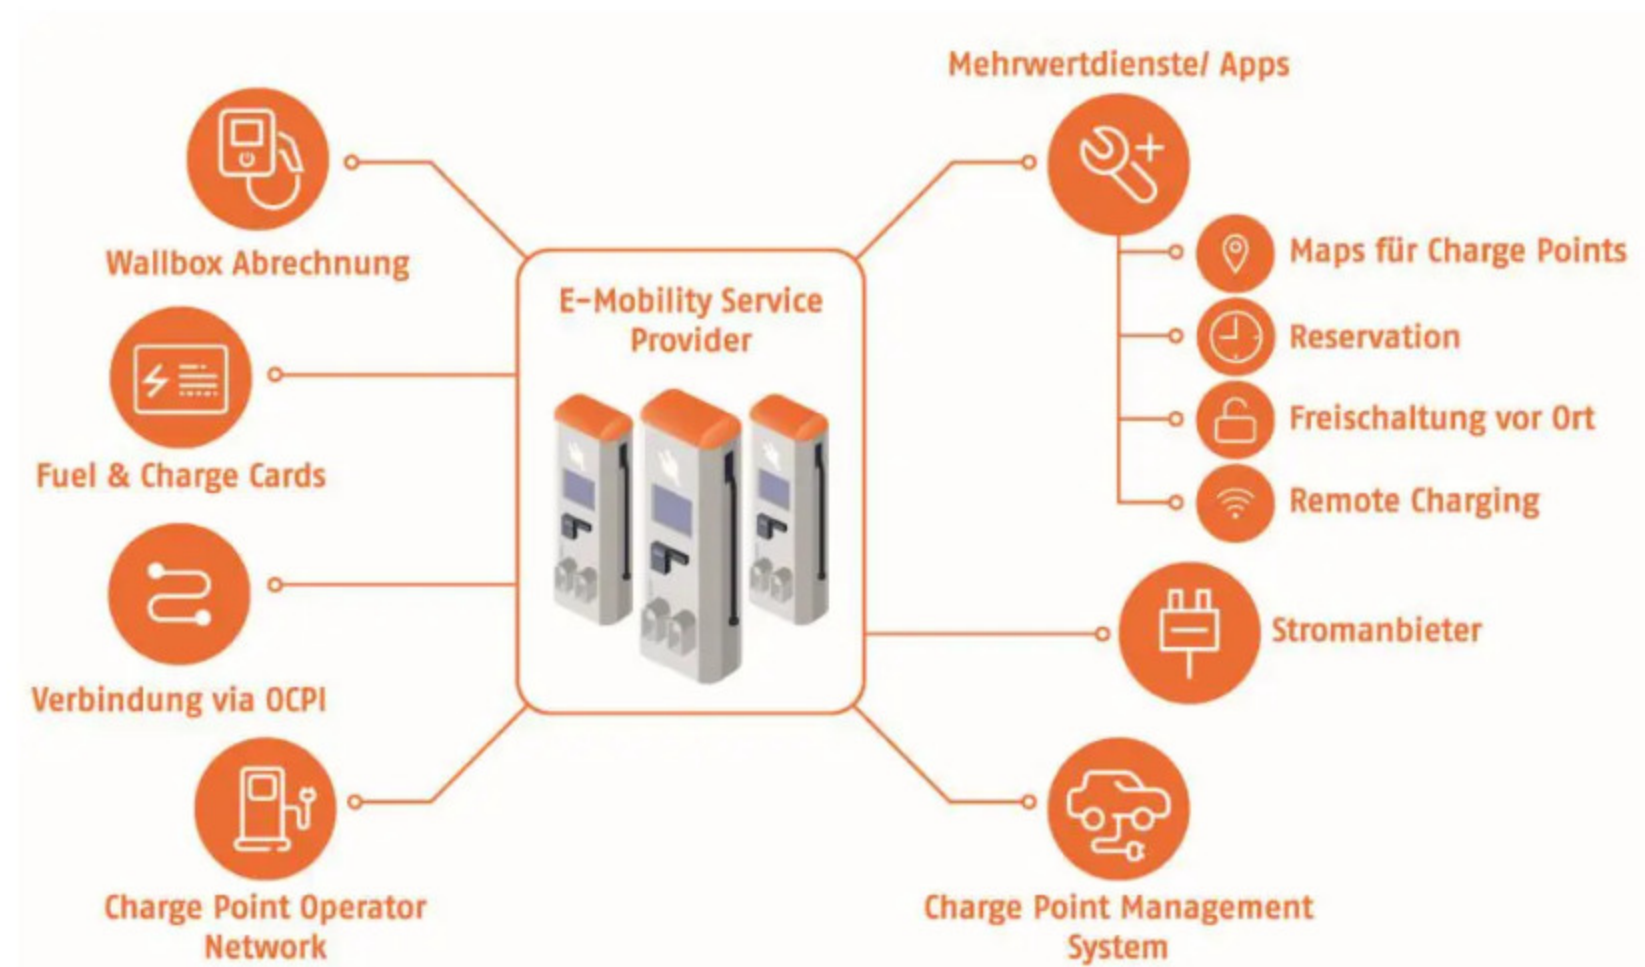 Mehrwertdienste/ Apps
Wallbox Abrechnung
Fuel & Charge Cards
Verbindung via OCPI
Charge Point Operator
Network
E-Mobility Service
Provider
Maps für Charge Points
Reservation
Freischaltung vor Ort
Remote Charging
Stromanbieter
Charge Point Management
System